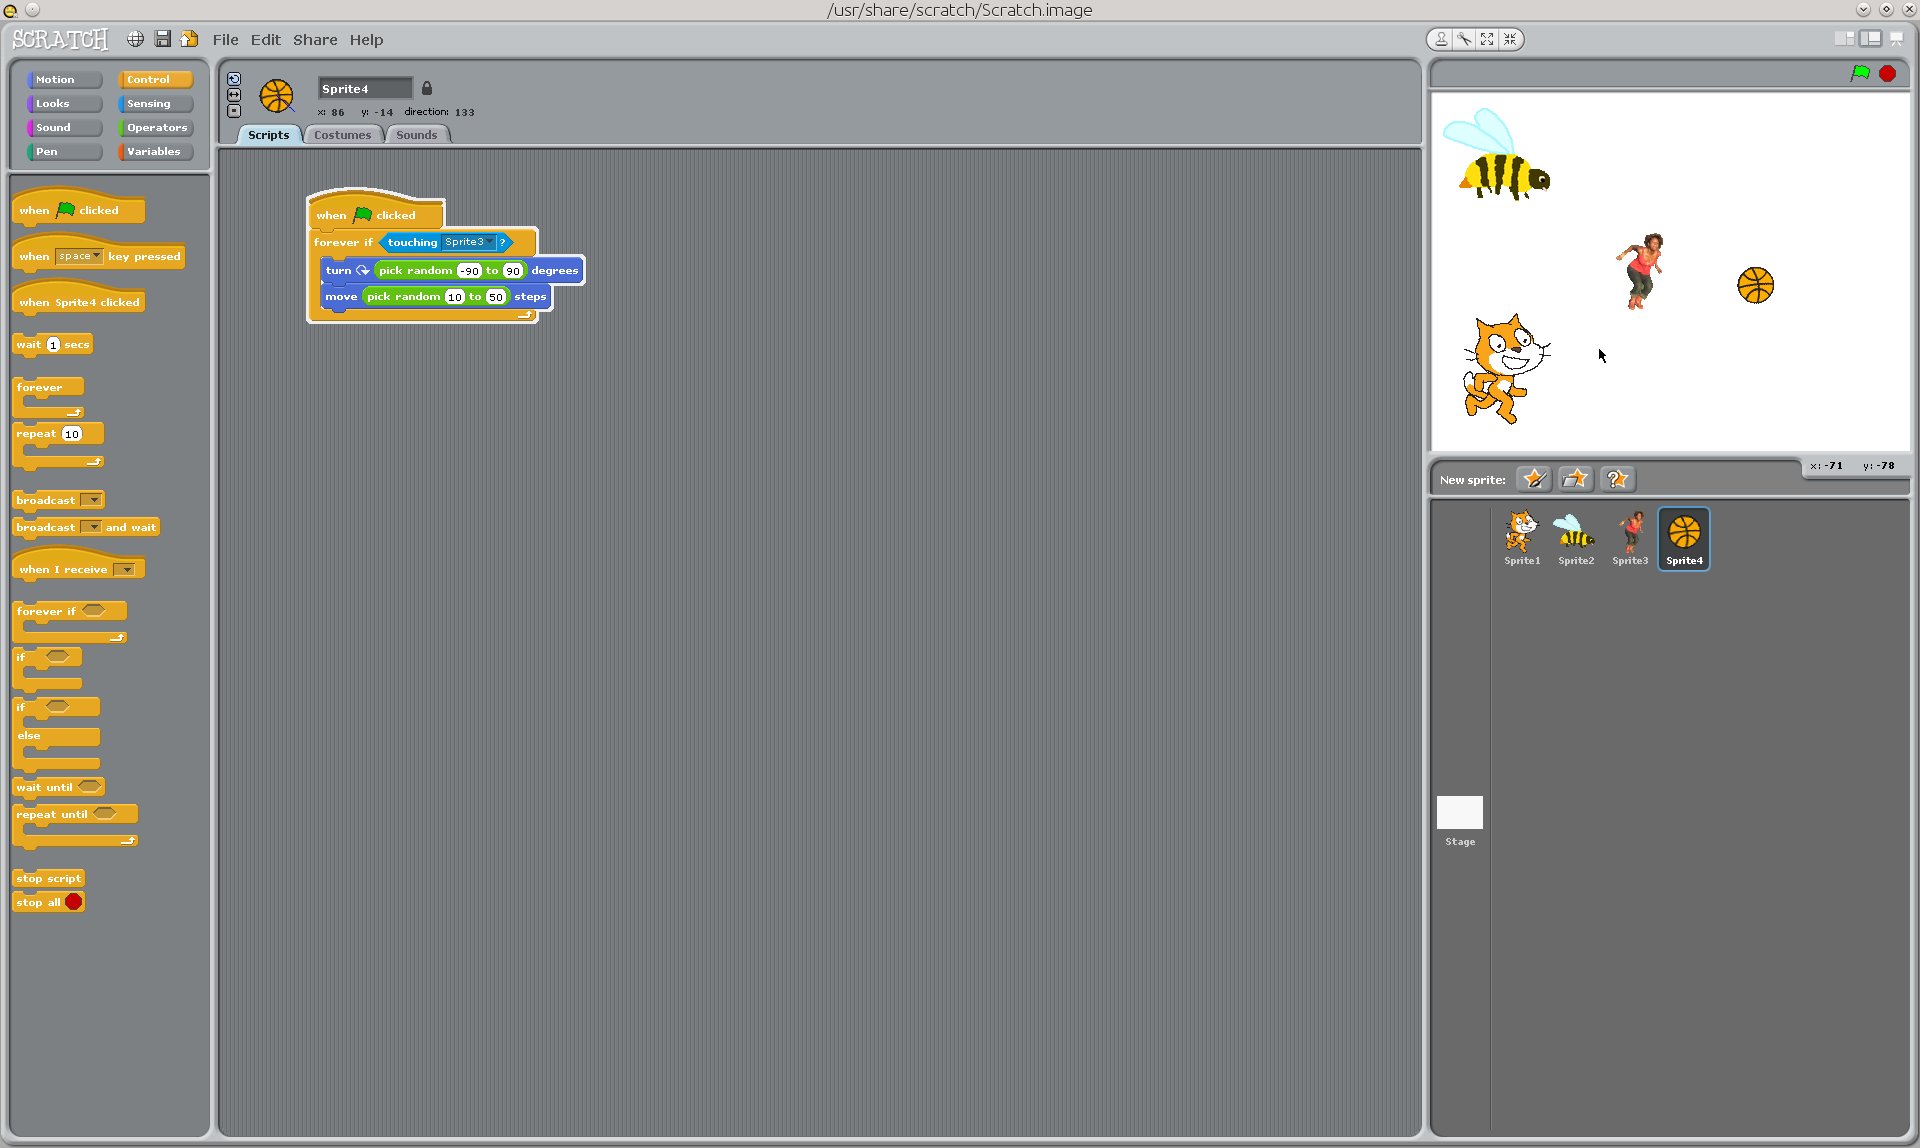 /usr/share/scratch/Scratch.image
SCRATCH File Edit Share Help
Motion Control
Looks Sensing
Sound Operators
Pen Variables
when clicked
when space key pressed
when Sprite4 clicked
wait 1 secs
forever
repeat 10
broadcast
broadcast and wait
when I receive
forever if
if
if
else
wait until
repeat until
stop script
stop all
Sprite4
x: 86 y: -14 direction: 133
Scripts Costumes Sounds
when clicked
forever if touching Sprite3 ?
turn pick random -90 to 90 degrees
move pick random 10 to 50 steps
x: -71 y: -78
New sprite:
Sprite1 Sprite2 Sprite3 Sprite4
Stage